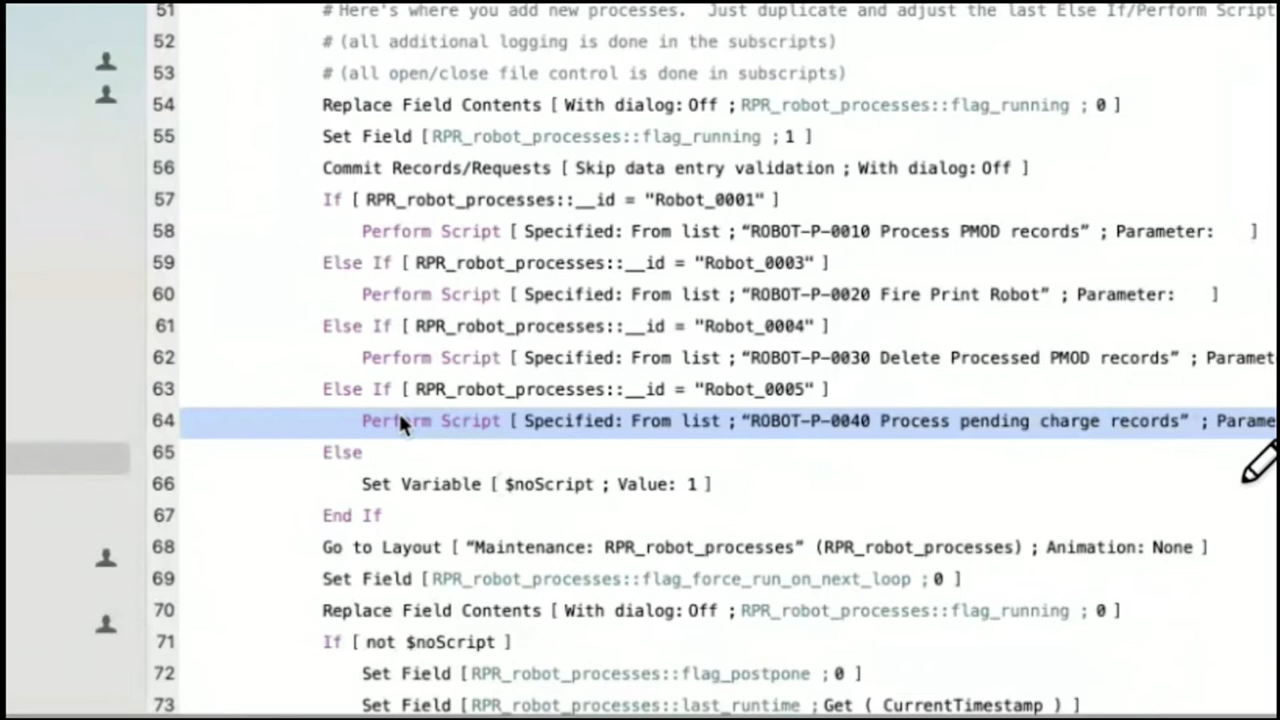 51 # Here's where you add new processes. Just duplicate and adjust the last Else If/Perform Script
52 # (all additional logging is done in the subscripts)
53 # (all open/close file control is done in subscripts)
54 Replace Field Contents [ With dialog: Off ; RPR_robot_processes::flag_running ; 0 ]
55 Set Field [ RPR_robot_processes::flag_running ; 1 ]
56 Commit Records/Requests [ Skip data entry validation ; With dialog: Off ]
57 If [ RPR_robot_processes::__id = "Robot_0001" ]
58 Perform Script [ Specified: From list ; “ROBOT-P-0010 Process PMOD records” ; Parameter: ]
59 Else If [ RPR_robot_processes::__id = "Robot_0003" ]
60 Perform Script [ Specified: From list ; “ROBOT-P-0020 Fire Print Robot” ; Parameter: ]
61 Else If [ RPR_robot_processes::__id = "Robot_0004" ]
62 Perform Script [ Specified: From list ; “ROBOT-P-0030 Delete Processed PMOD records” ; Paramet
63 Else If [ RPR_robot_processes::__id = "Robot_0005" ]
64 Perform Script [ Specified: From list ; “ROBOT-P-0040 Process pending charge records” ; Parame
65 Else
66 Set Variable [ $noScript ; Value: 1 ]
67 End If
68 Go to Layout [ “Maintenance: RPR_robot_processes” (RPR_robot_processes) ; Animation: None ]
69 Set Field [ RPR_robot_processes::flag_force_run_on_next_loop ; 0 ]
70 Replace Field Contents [ With dialog: Off ; RPR_robot_processes::flag_running ; 0 ]
71 If [ not $noScript ]
72 Set Field [ RPR_robot_processes::flag_postpone ; 0 ]
73 Set Field [ RPR_robot_processes::last_runtime ; Get ( CurrentTimestamp ) ]